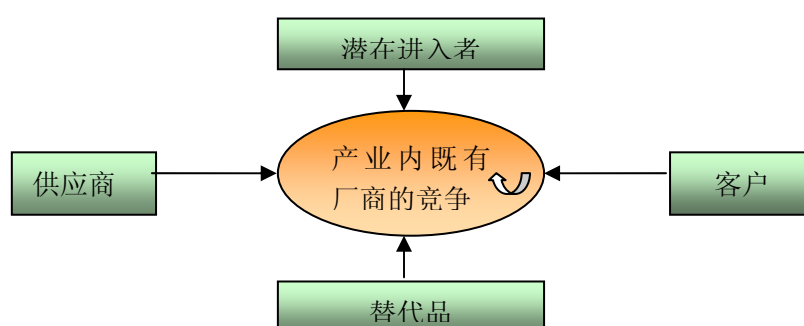 潜在进入者
供应商
产业内既有
厂商的竞争
客户
替代品